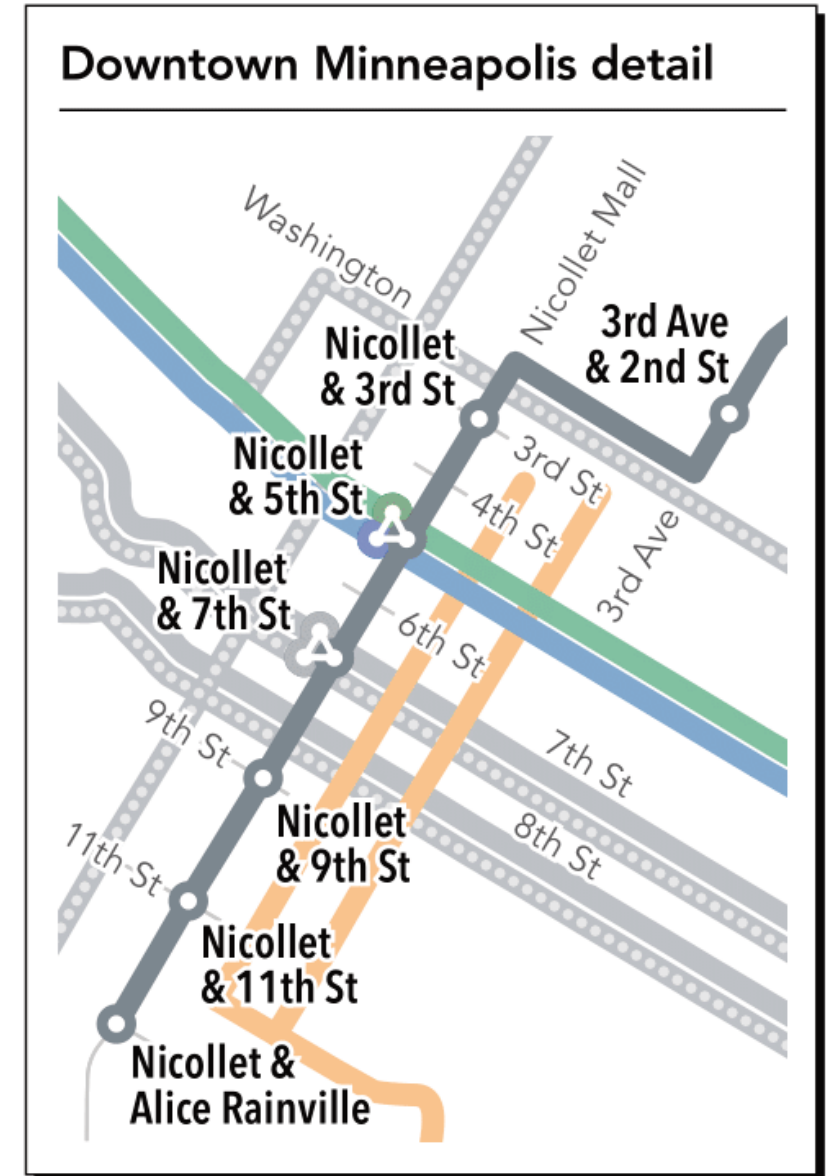 Downtown Minneapolis detail
Washington
Nicollet Mall
3rd Ave
& 2nd St
Nicollet
& 3rd St
3rd St
Nicollet
& 5th St
4th St
3rd Ave
Nicollet
& 7th St
6th St
9th St
7th St
8th St
Nicollet
& 9th St
11th St
Nicollet
& 11th St
Nicollet &
Alice Rainville